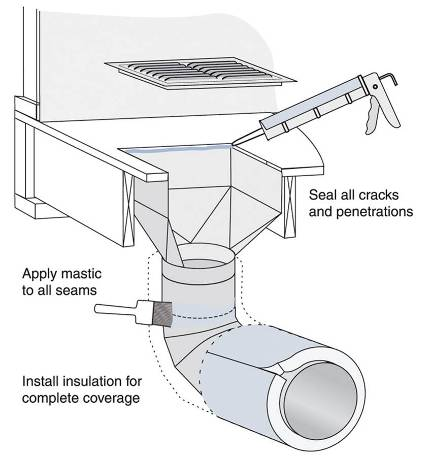 Seal all cracks
and penetrations
Apply mastic
to all seams
Install insulation for
complete coverage